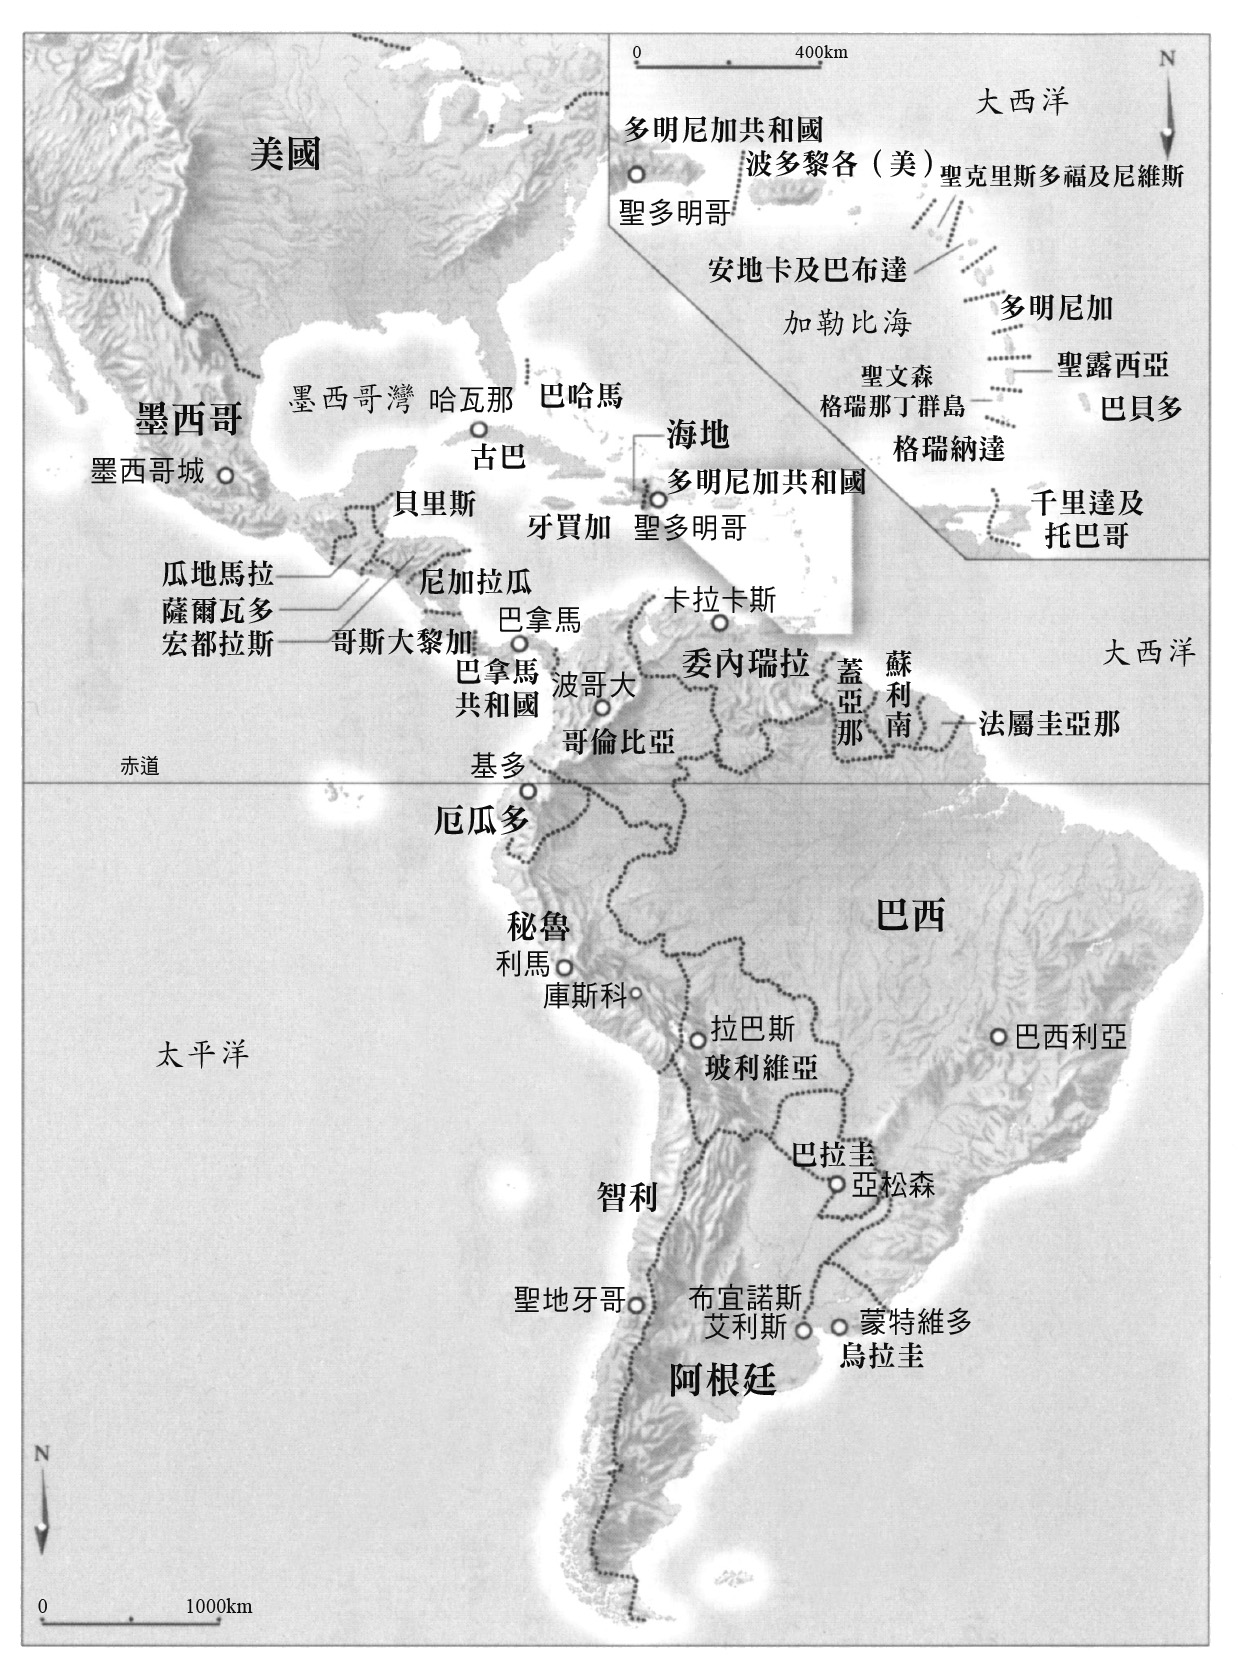 0 400km
N
大西洋
多明尼加共和國
波多黎各(美)
聖克里斯多福及尼維斯
聖多明哥
安地卡及巴布達
多明尼加
加勒比海
聖露西亞
聖文森
格瑞那丁群島
巴貝多
格瑞納達
千里達及
托巴哥
美國
墨西哥灣
哈瓦那
巴哈馬
墨西哥
古巴
海地
墨西哥城
多明尼加共和國
貝里斯
牙買加
聖多明哥
瓜地馬拉
尼加拉瓜
薩爾瓦多
卡拉卡斯
宏都拉斯
哥斯大黎加
巴拿馬
巴拿馬
共和國
波哥大
委內瑞拉
蓋亞那
蘇利南
大西洋
法屬圭亞那
哥倫比亞
赤道
基多
厄瓜多
巴西
秘魯
利馬
庫斯科
太平洋
拉巴斯
巴西利亞
玻利維亞
巴拉圭
亞松森
智利
聖地牙哥
布宜諾斯
艾利斯
蒙特維多
烏拉圭
阿根廷
N
0 1000km